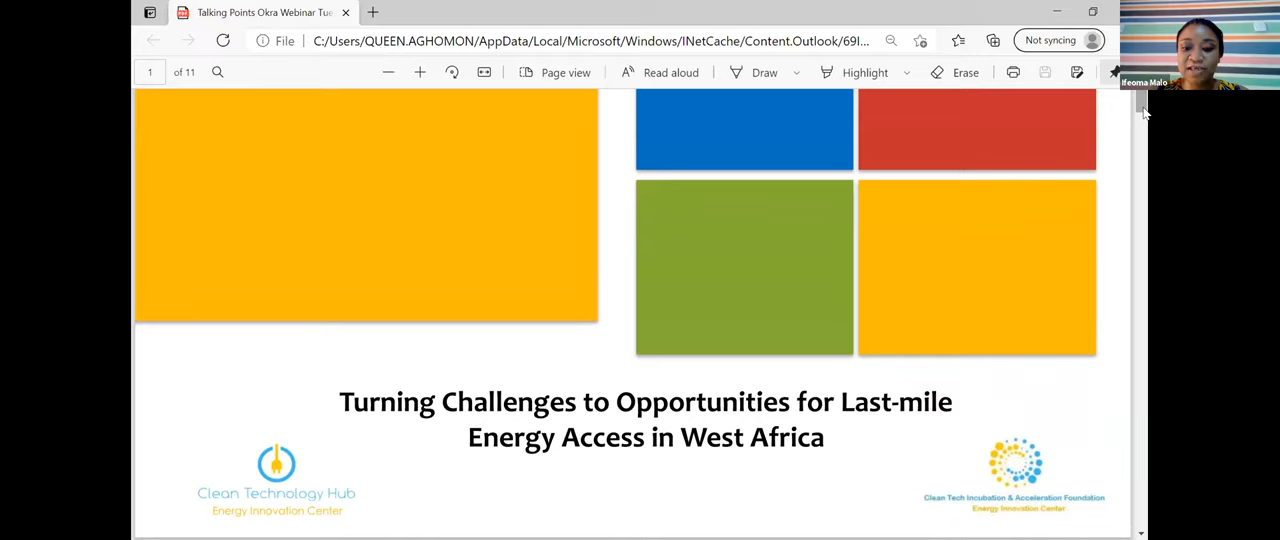 Talking Points Okra Webinar Tue
File
C:/Users/QUEEN.AGHOMON/AppData/Local/Microsoft/Windows/INetCache/Content.Outlook/69I...
Not syncing
1 of 11
Page view
Read aloud
Draw
Highlight
Erase
Ifeoma Malo
Turning Challenges to Opportunities for Last-mile
Energy Access in West Africa
Clean Technology Hub
Energy Innovation Center
Clean Tech Incubation & Acceleration Foundation
Energy Innovation Center